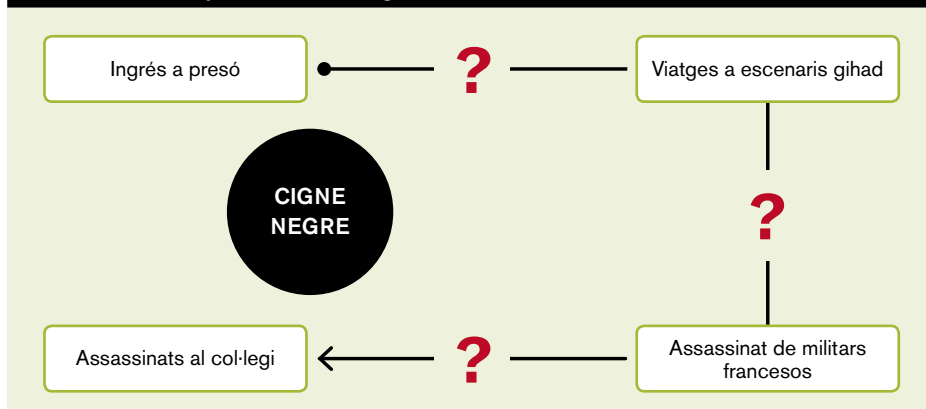 Ingrés a presó
?
Viatges a escenaris gihad
CIGNE
NEGRE
?
Assassinats al col·legi
?
Assassinat de militars
francesos